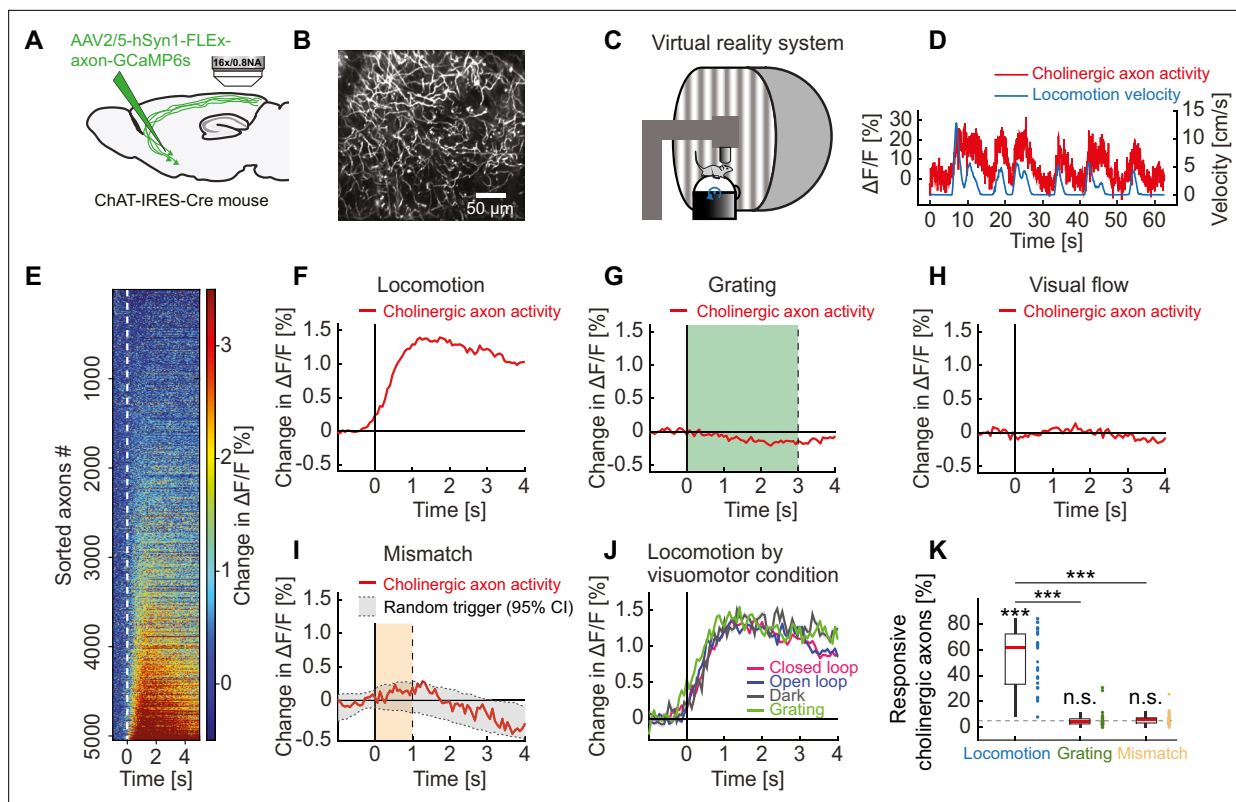 A
AAV2/5-hSyn1-FLEx-
axon-GCaMP6s
16x/0.8NA
ChAT-IRES-Cre mouse
B
50 µm
C
Virtual reality system
D
Cholinergic axon activity
Locomotion velocity
ΔF/F [%]
30
20
10
0
Velocity [cm/s]
15
10
5
0
0 10 20 30 40 50 60
Time [s]
E
Sorted axons #
1000
2000
3000
4000
5000
0 2 4
Time [s]
Change in ΔF/F [%]
3
2
1
0
F
Locomotion
Cholinergic axon activity
Change in ΔF/F [%]
1.5
1.0
0.5
0
-0.5
0 1 2 3 4
Time [s]
G
Grating
Cholinergic axon activity
Change in ΔF/F [%]
1.5
1.0
0.5
0
-0.5
0 1 2 3 4
Time [s]
H
Visual flow
Cholinergic axon activity
Change in ΔF/F [%]
1.5
1.0
0.5
0
-0.5
0 1 2 3 4
Time [s]
I
Mismatch
Cholinergic axon activity
Random trigger (95% CI)
Change in ΔF/F [%]
1.5
1.0
0.5
0
-0.5
0 1 2 3 4
Time [s]
J
Locomotion by
visuomotor condition
Closed loop
Open loop
Dark
Grating
Change in ΔF/F [%]
1.5
1.0
0.5
0
-0.5
0 1 2 3 4
Time [s]
K
Responsive
cholinergic axons [%]
80
60
40
20
0
***
***
***
n.s.
n.s.
Locomotion
Grating
Mismatch